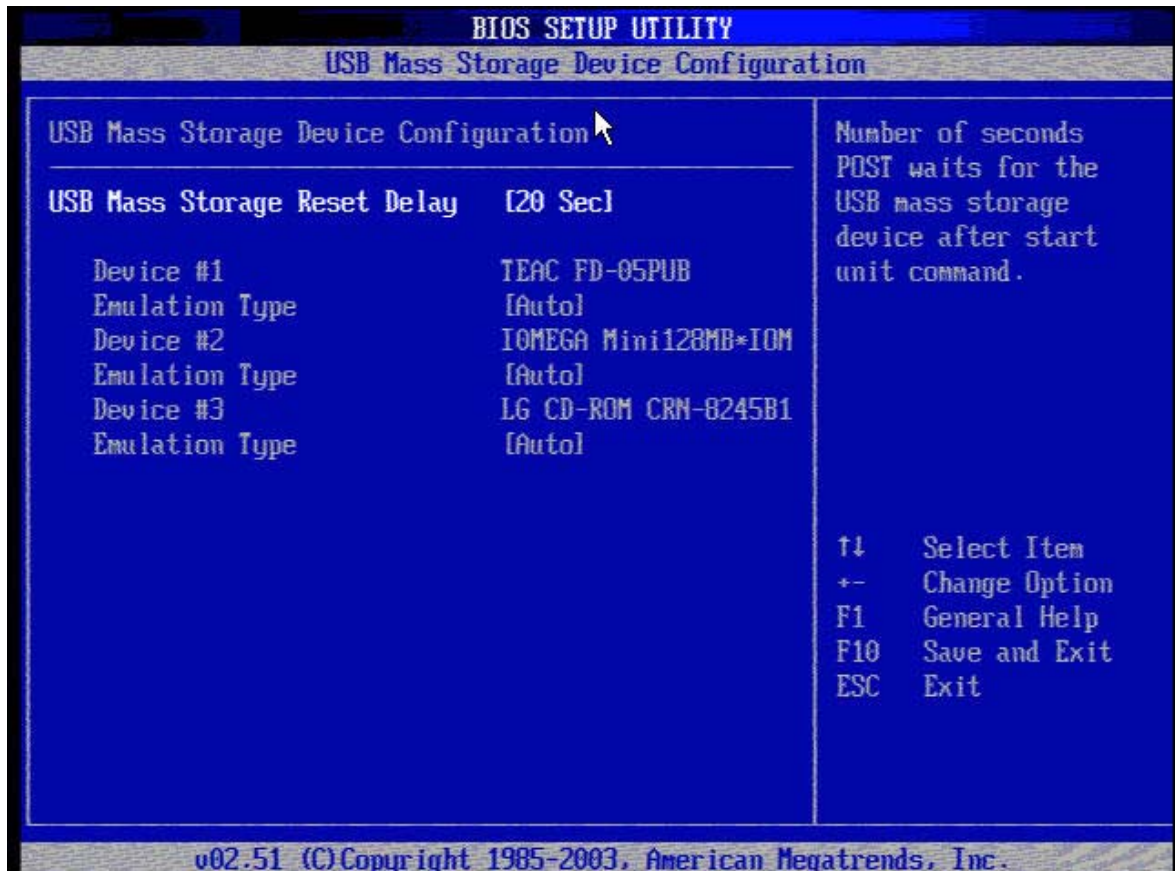 BIOS SETUP UTILITY
USB Mass Storage Device Configuration
USB Mass Storage Device Configuration
USB Mass Storage Reset Delay [20 Sec]
Device #1 TEAC FD-05PUB
Emulation Type [Auto]
Device #2 IOMEGA Mini128MB*IOM
Emulation Type [Auto]
Device #3 LG CD-ROM CRN-8245B1
Emulation Type [Auto]
Number of seconds
POST waits for the
USB mass storage
device after start
unit command.
↑↓ Select Item
+- Change Option
F1 General Help
F10 Save and Exit
ESC Exit
v02.51 (C)Copyright 1985-2003, American Megatrends, Inc.